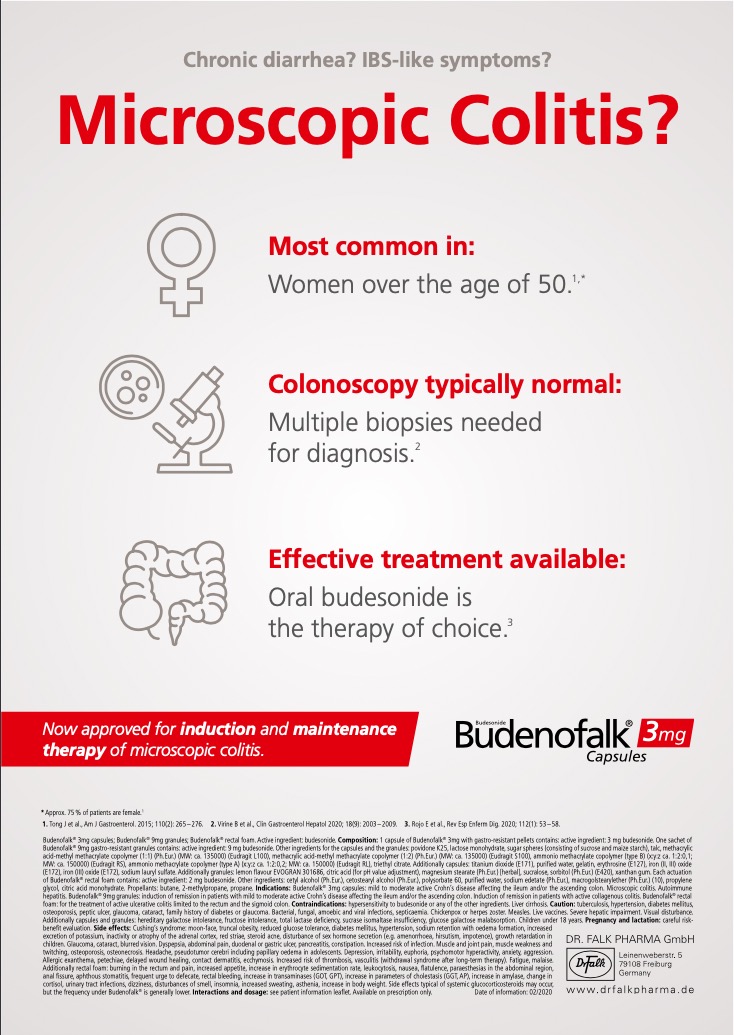 Chronic diarrhea? IBS-like symptoms?
Microscopic Colitis?
Most common in:
Women over the age of 50.1,*
Colonoscopy typically normal:
Multiple biopsies needed
for diagnosis.2
Effective treatment available:
Oral budesonide is
the therapy of choice.3
Now approved for induction and maintenance
therapy of microscopic colitis.
Budesonide
Budenofalk® 3mg
Capsules
* Approx. 75 % of patients are female.1
1. Tong J et al., Am J Gastroenterol. 2015; 110(2): 265–276. 2. Virine B et al., Clin Gastroenterol Hepatol 2020; 18(9): 2003–2009. 3. Rojo E et al., Rev Esp Enferm Dig. 2020; 112(1): 53–58.
Budenofalk® 3mg capsules; Budenofalk® 9mg granules; Budenofalk® rectal foam. Active ingredient: budesonide. Composition: 1 capsule of Budenofalk® 3mg with gastro-resistant pellets contains: active ingredient: 3 mg budesonide. One sachet of
Budenofalk® 9mg gastro-resistant granules contains: active ingredient: 9 mg budesonide. Other ingredients for the capsules and the granules: povidone K25, lactose monohydrate, sugar spheres (consisting of sucrose and maize starch), talc, methacrylic
acid-methyl methacrylate copolymer (1:1) (Ph.Eur.) (MW: ca. 135000) (Eudragit L100), methacrylic acid-methyl methacrylate copolymer (1:2) (Ph.Eur.) (MW: ca. 135000) (Eudragit S100), ammonio methacrylate copolymer (type B) (x:y:z ca. 1:2:0,1;
MW: ca. 150000) (Eudragit RS), ammonio methacrylate copolymer (type A) (x:y:z ca. 1:2:0,2; MW: ca. 150000) (Eudragit RL), triethyl citrate. Additionally capsules: titanium dioxide (E171), purified water, gelatin, erythrosine (E127), iron (II, III) oxide
(E172), iron (III) oxide (E172), sodium lauryl sulfate. Additionally granules: lemon flavour EVOGRAN 301686, citric acid (for pH value adjustment), magnesium stearate (Ph.Eur.) [herbal], sucralose, sorbitol (Ph.Eur.) (E420), xanthan gum. Each actuation
of Budenofalk® rectal foam contains: active ingredient: 2 mg budesonide. Other ingredients: cetyl alcohol (Ph.Eur.), cetostearyl alcohol (Ph.Eur.), polysorbate 60, purified water, sodium edetate (Ph.Eur.), macrogolstearylether (Ph.Eur.) (10), propylene
glycol, citric acid monohydrate. Propellants: butane, 2-methylpropane, propane. Indications: Budenofalk® 3mg capsules: mild to moderate active Crohn's disease affecting the ileum and/or the ascending colon. Microscopic colitis. Autoimmune
hepatitis. Budenofalk® 9mg granules: induction of remission in patients with mild to moderate active Crohn's disease affecting the ileum and/or the ascending colon. Induction of remission in patients with active collagenous colitis. Budenofalk® rectal
foam: for the treatment of active ulcerative colitis limited to the rectum and the sigmoid colon. Contraindications: hypersensitivity to budesonide or any of the other ingredients. Liver cirrhosis. Caution: tuberculosis, hypertension, diabetes mellitus,
osteoporosis, peptic ulcer, glaucoma, cataract, family history of diabetes or glaucoma. Bacterial, fungal, amoebic and viral infections, septicaemia. Chickenpox or herpes zoster. Measles. Live vaccines. Severe hepatic impairment. Visual disturbance.
Additionally capsules and granules: hereditary galactose intolerance, fructose intolerance, total lactase deficiency, sucrase isomaltase insufficiency, glucose galactose malabsorption. Children under 18 years. Pregnancy and lactation: careful risk-
benefit evaluation. Side effects: Cushing's syndrome: moon-face, truncal obesity, reduced glucose tolerance, diabetes mellitus, hypertension, sodium retention with oedema formation, increased
excretion of potassium, inactivity or atrophy of the adrenal cortex, red striae, steroid acne, disturbance of sex hormone secretion (e.g. amenorrhoea, hirsutism, impotence), growth retardation in
children. Glaucoma, cataract, blurred vision. Dyspepsia, abdominal pain, duodenal or gastric ulcer, pancreatitis, constipation. Increased risk of infection. Muscle and joint pain, muscle weakness and
twitching, osteoporosis, osteonecrosis. Headache, pseudotumor cerebri including papillary oedema in adolescents. Depression, irritability, euphoria, psychomotor hyperactivity, anxiety, aggression.
Allergic exanthema, petechiae, delayed wound healing, contact dermatitis, ecchymosis. Increased risk of thrombosis, vasculitis (withdrawal syndrome after long-term therapy). Fatigue, malaise.
Additionally rectal foam: burning in the rectum and pain, increased appetite, increase in erythrocyte sedimentation rate, leukocytosis, nausea, flatulence, paraesthesias in the abdominal region,
anal fissure, aphthous stomatitis, frequent urge to defecate, rectal bleeding, increase in transaminases (GOT, GPT), increase in parameters of cholestasis (GGT, AP), increase in amylase, change in
cortisol, urinary tract infections, dizziness, disturbances of smell, insomnia, increased sweating, asthenia, increase in body weight. Side effects typical of systemic glucocorticosteroids may occur,
but the frequency under Budenofalk® is generally lower. Interactions and dosage: see patient information leaflet. Available on prescription only. Date of information: 02/2020
DR. FALK PHARMA GmbH
Dr Falk
Leinenweberstr. 5
79108 Freiburg
Germany
www.drfalkpharma.de